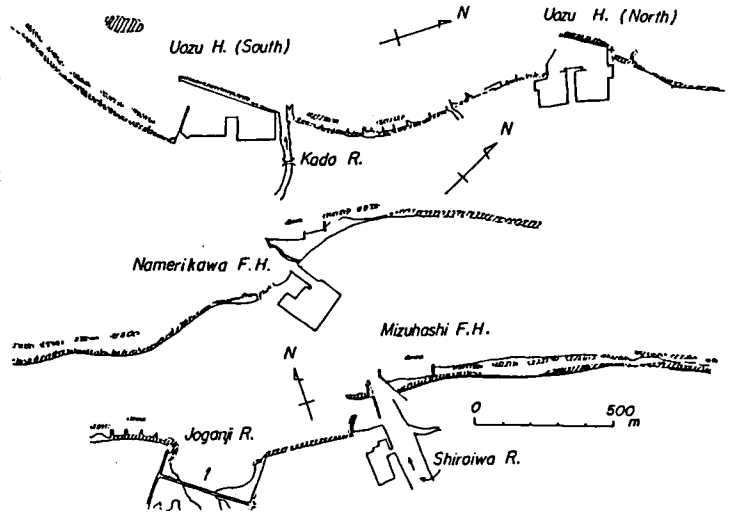 Uozu H. (North)
N
Uozu H. (South)
Kado R.
N
Namerikawa F.H.
Mizuhashi F.H.
N
0 500
m
Joganji R.
Shiroiwa R.